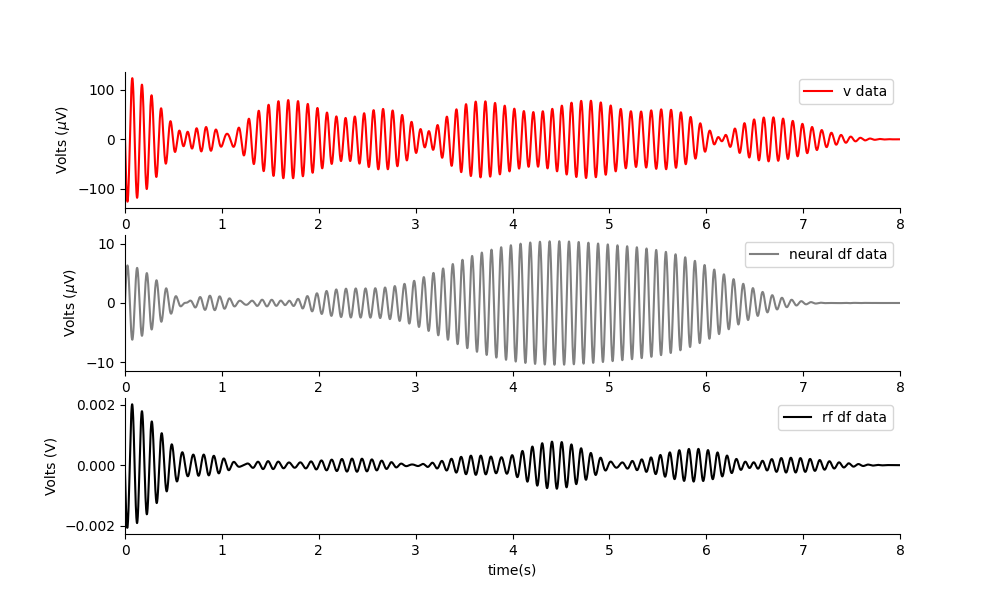 100
0
−100
Volts (μV)
v data
0 1 2 3 4 5 6 7 8
10
0
−10
Volts (μV)
neural df data
0 1 2 3 4 5 6 7 8
0.002
0.000
−0.002
Volts (V)
rf df data
0 1 2 3 4 5 6 7 8
time(s)